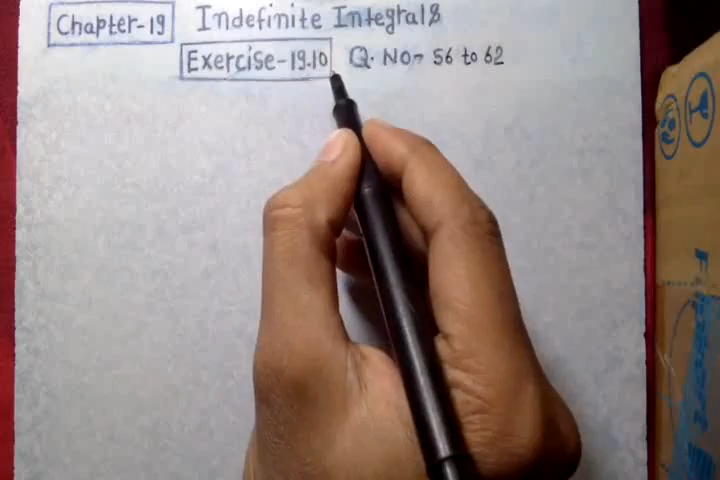 Chapter-19 Indefinite Integrals
Exercise-19.10 Q. NO- 56 to 62